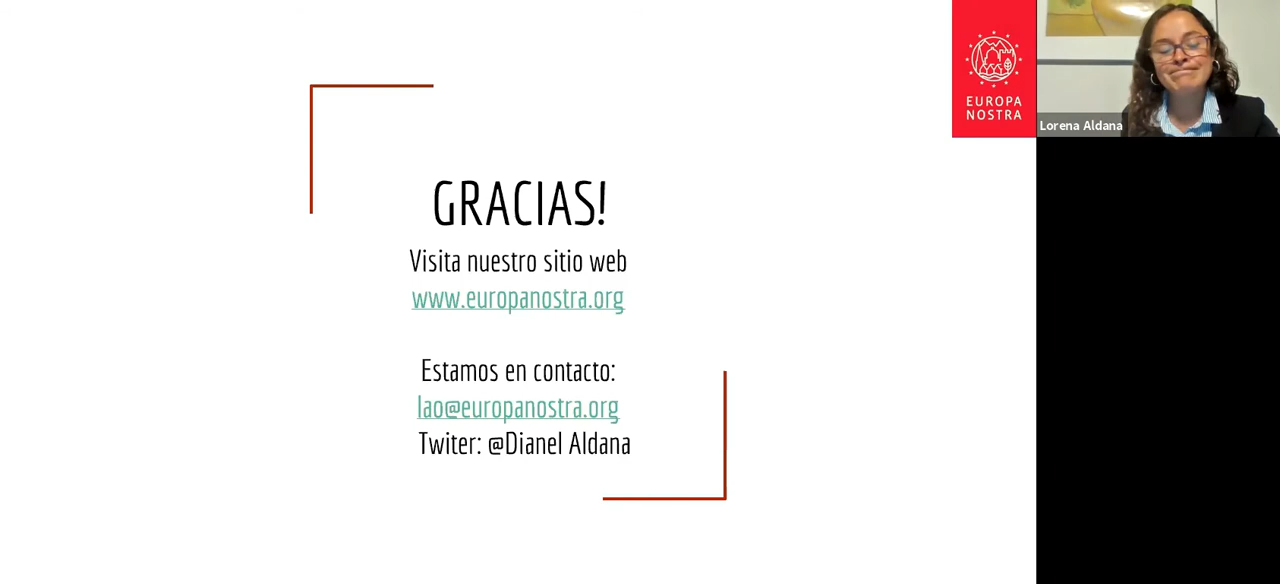 EUROPA
NOSTRA
Lorena Aldana
GRACIAS!
Visita nuestro sitio web
www.europanostra.org
Estamos en contacto:
lao@europanostra.org
Twiter: @Dianel Aldana